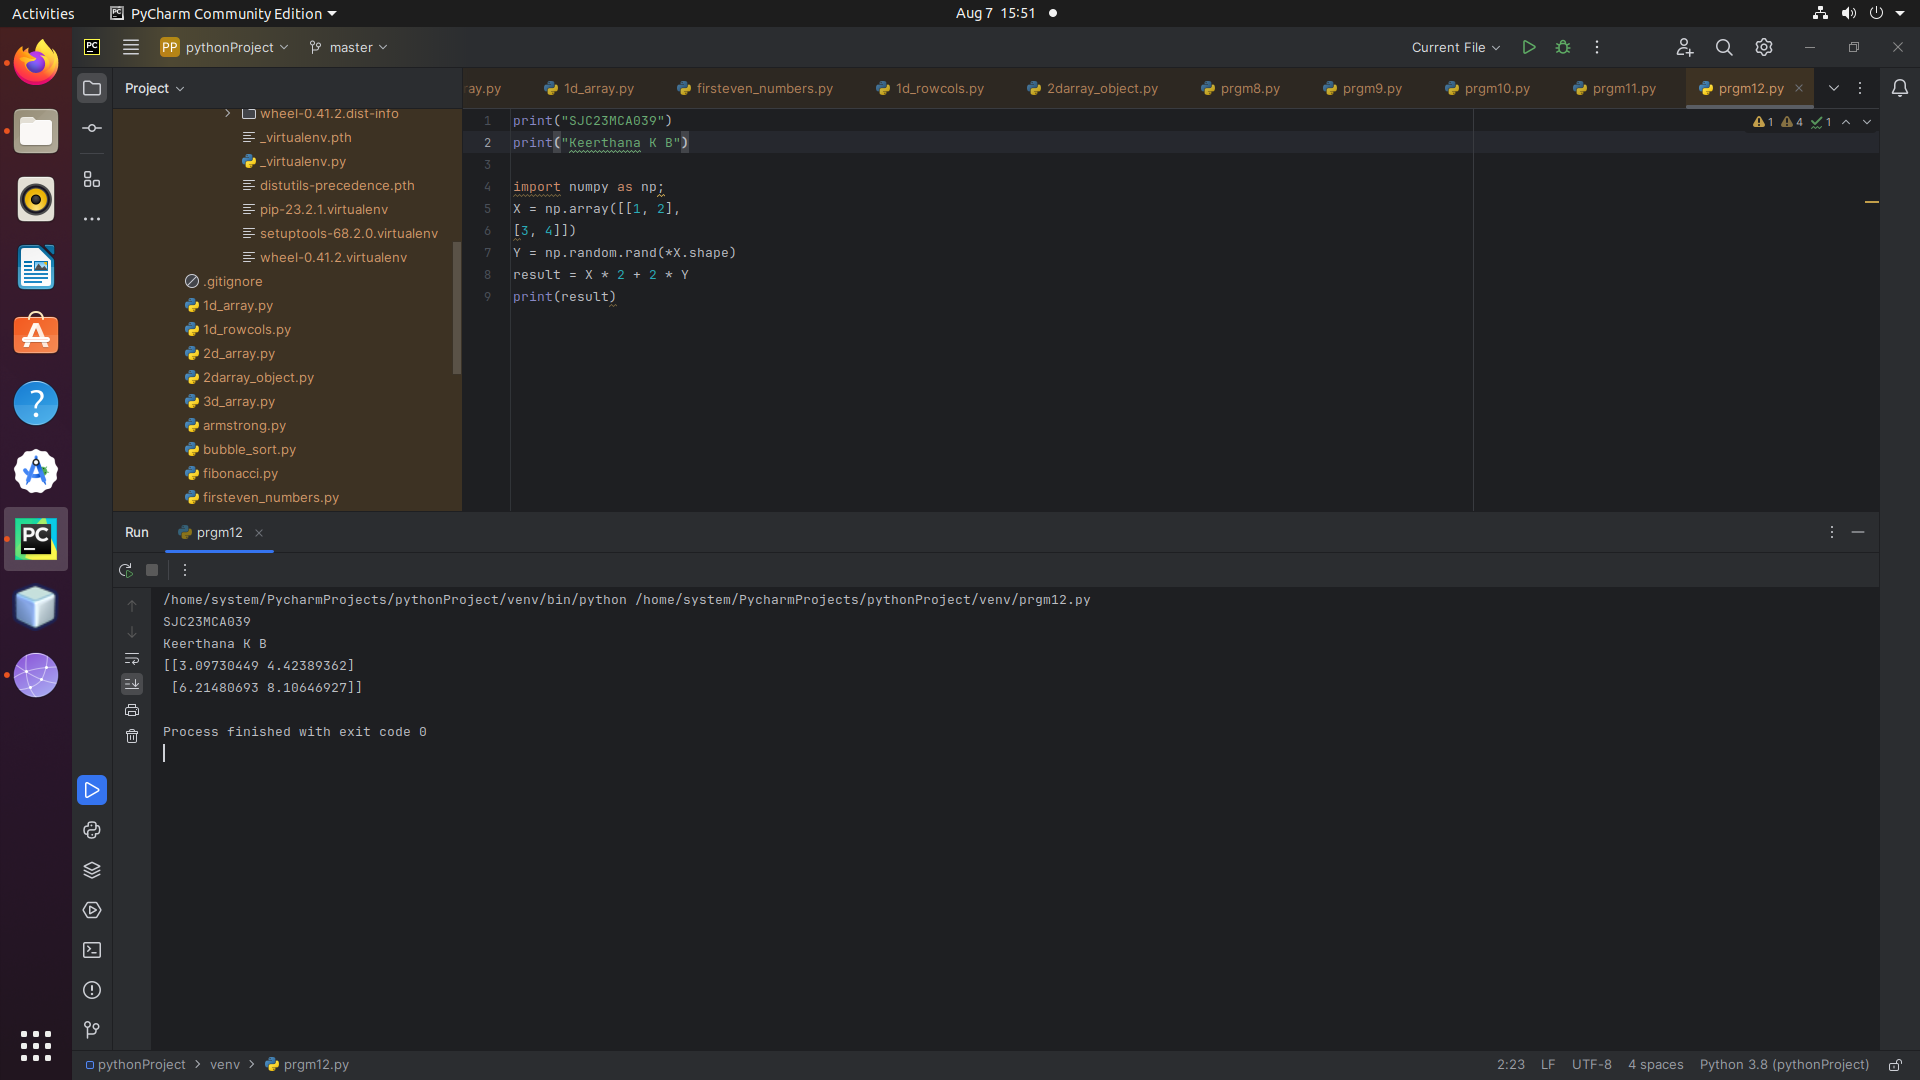 Activities
PyCharm Community Edition
Aug 7 15:51
PC
PP pythonProject
master
Current File
Project
ay.py
1d_array.py
firsteven_numbers.py
1d_rowcols.py
2darray_object.py
prgm8.py
prgm9.py
prgm10.py
prgm11.py
prgm12.py
wheel-0.41.2.dist-info
_virtualenv.pth
_virtualenv.py
distutils-precedence.pth
pip-23.2.1.virtualenv
setuptools-68.2.0.virtualenv
wheel-0.41.2.virtualenv
.gitignore
1d_array.py
1d_rowcols.py
2d_array.py
2darray_object.py
3d_array.py
armstrong.py
bubble_sort.py
fibonacci.py
firsteven_numbers.py
1 print("SJC23MCA039")
1 4 1
2 print("Keerthana K B")
3
4 import numpy as np;
5 X = np.array([[1, 2],
6 [3, 4]])
7 Y = np.random.rand(*X.shape)
8 result = X * 2 + 2 * Y
9 print(result)
PC
Run
prgm12
/home/system/PycharmProjects/pythonProject/venv/bin/python /home/system/PycharmProjects/pythonProject/venv/prgm12.py
SJC23MCA039
Keerthana K B
[[3.09730449 4.42389362]
 [6.21480693 8.10646927]]
Process finished with exit code 0
pythonProject > venv > prgm12.py
2:23 LF UTF-8 4 spaces Python 3.8 (pythonProject)